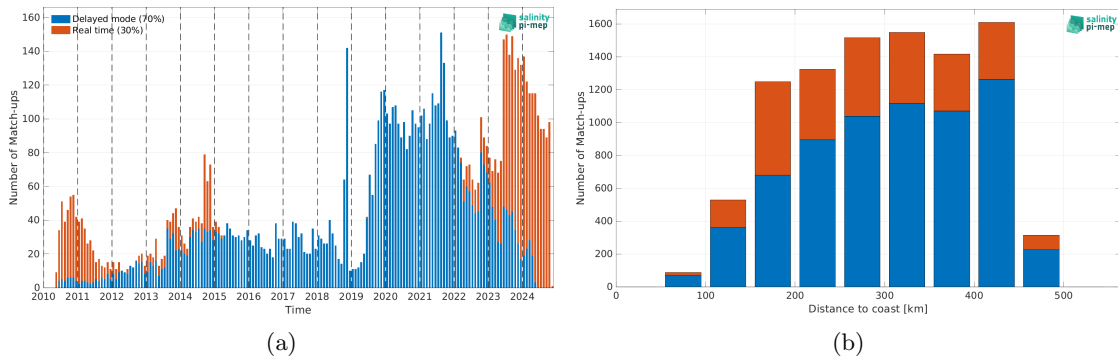 Delayed mode (70%)
Real time (30%)
salinity
pi-mep
Number of Match-ups
160
140
120
100
80
60
40
20
0
2010 2011 2012 2013 2014 2015 2016 2017 2018 2019 2020 2021 2022 2023 2024
Time
(a)
salinity
pi-mep
Number of Match-ups
1600
1400
1200
1000
800
600
400
200
0
0 100 200 300 400 500
Distance to coast [km]
(b)